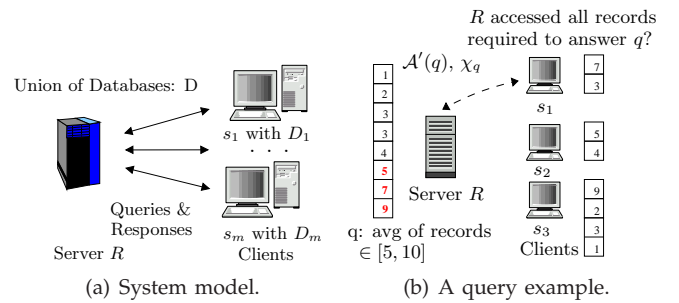 Union of Databases: D
s₁ with D₁
. . .
Queries &
Responses
sₘ with Dₘ
Server R
Clients
(a) System model.
R accessed all records
required to answer q?
𝒜′(q), χ_q
1
2
3
3
4
5
7
9
Server R
q: avg of records
∈ [5, 10]
7
3
s₁
5
4
s₂
9
2
3
1
s₃
Clients
(b) A query example.